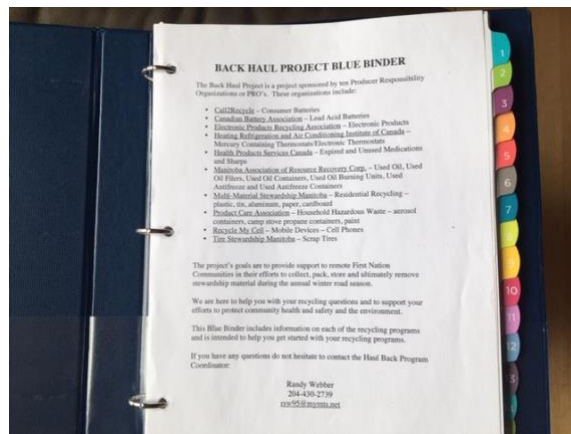 BACK HAUL PROJECT BLUE BINDER
The Back Haul Project is a project sponsored by ten Producer Responsibility
Organizations or PRO's. These organizations include:
• Call2Recycle – Consumer Batteries
• Canadian Battery Association – Lead Acid Batteries
• Electronic Products Recycling Association – Electronic Products
• Heating Refrigeration and Air Conditioning Institute of Canada –
Mercury Containing Thermostats/Electronic Thermostats
• Health Products Services Canada – Expired and Unused Medications
and Sharps
• Manitoba Association of Resource Recovery Corp. – Used Oil, Used
Oil Filers, Used Oil Containers, Used Oil Burning Units, Used
Antifreeze and Used Antifreeze Containers
• Multi-Material Stewardship Manitoba – Residential Recycling –
plastic, tin, aluminum, paper, cardboard
• Product Care Association – Household Hazardous Waste – aerosol
containers, camp stove propane containers, paint
• Recycle My Cell – Mobile Devices – Cell Phones
• Tire Stewardship Manitoba – Scrap Tires
The project's goals are to provide support to remote First Nation
Communities in their efforts to collect, pack, store and ultimately remove
stewardship material during the annual winter road season.
We are here to help you with your recycling questions and to support your
efforts to protect community health and safety and the environment.
This Blue Binder includes information on each of the recycling programs
and is intended to help you get started with your recycling programs.
If you have any questions do not hesitate to contact the Haul Back Program
Coordinator:
Randy Webber
204-430-2739
rsw95@mymts.net
1
2
3
4
5
6
7
9
10
11
12